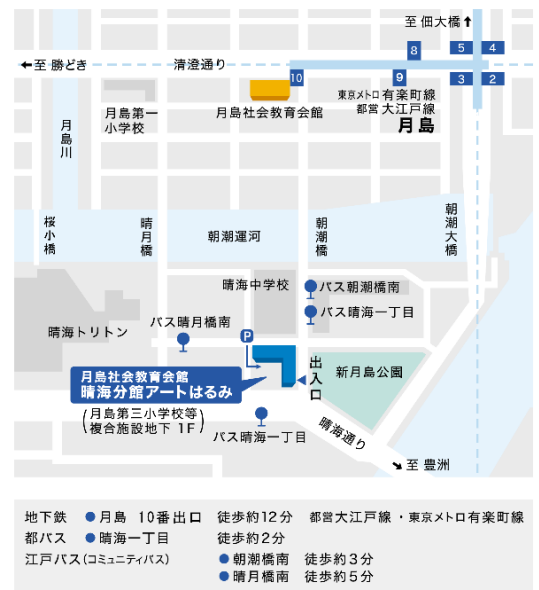 至 佃大橋
8
5
4
至 勝どき
清澄通り
10
9
3
2
東京メトロ 有楽町線
都営 大江戸線
月島
月島第一
小学校
月島社会教育会館
月島川
桜小橋
晴月橋
朝潮運河
朝潮橋
朝潮大橋
晴海中学校
バス朝潮橋南
バス晴海一丁目
晴海トリトン
バス晴月橋南
P
出入口
新月島公園
月島社会教育会館
晴海分館アートはるみ
(月島第三小学校等
複合施設地下 1F)
バス晴海一丁目
晴海通り
至 豊洲
地下鉄 ●月島 10番出口 徒歩約12分 都営大江戸線・東京メトロ有楽町線
都バス ●晴海一丁目 徒歩約2分
江戸バス(コミュニティバス) ●朝潮橋南 徒歩約3分
●晴月橋南 徒歩約5分